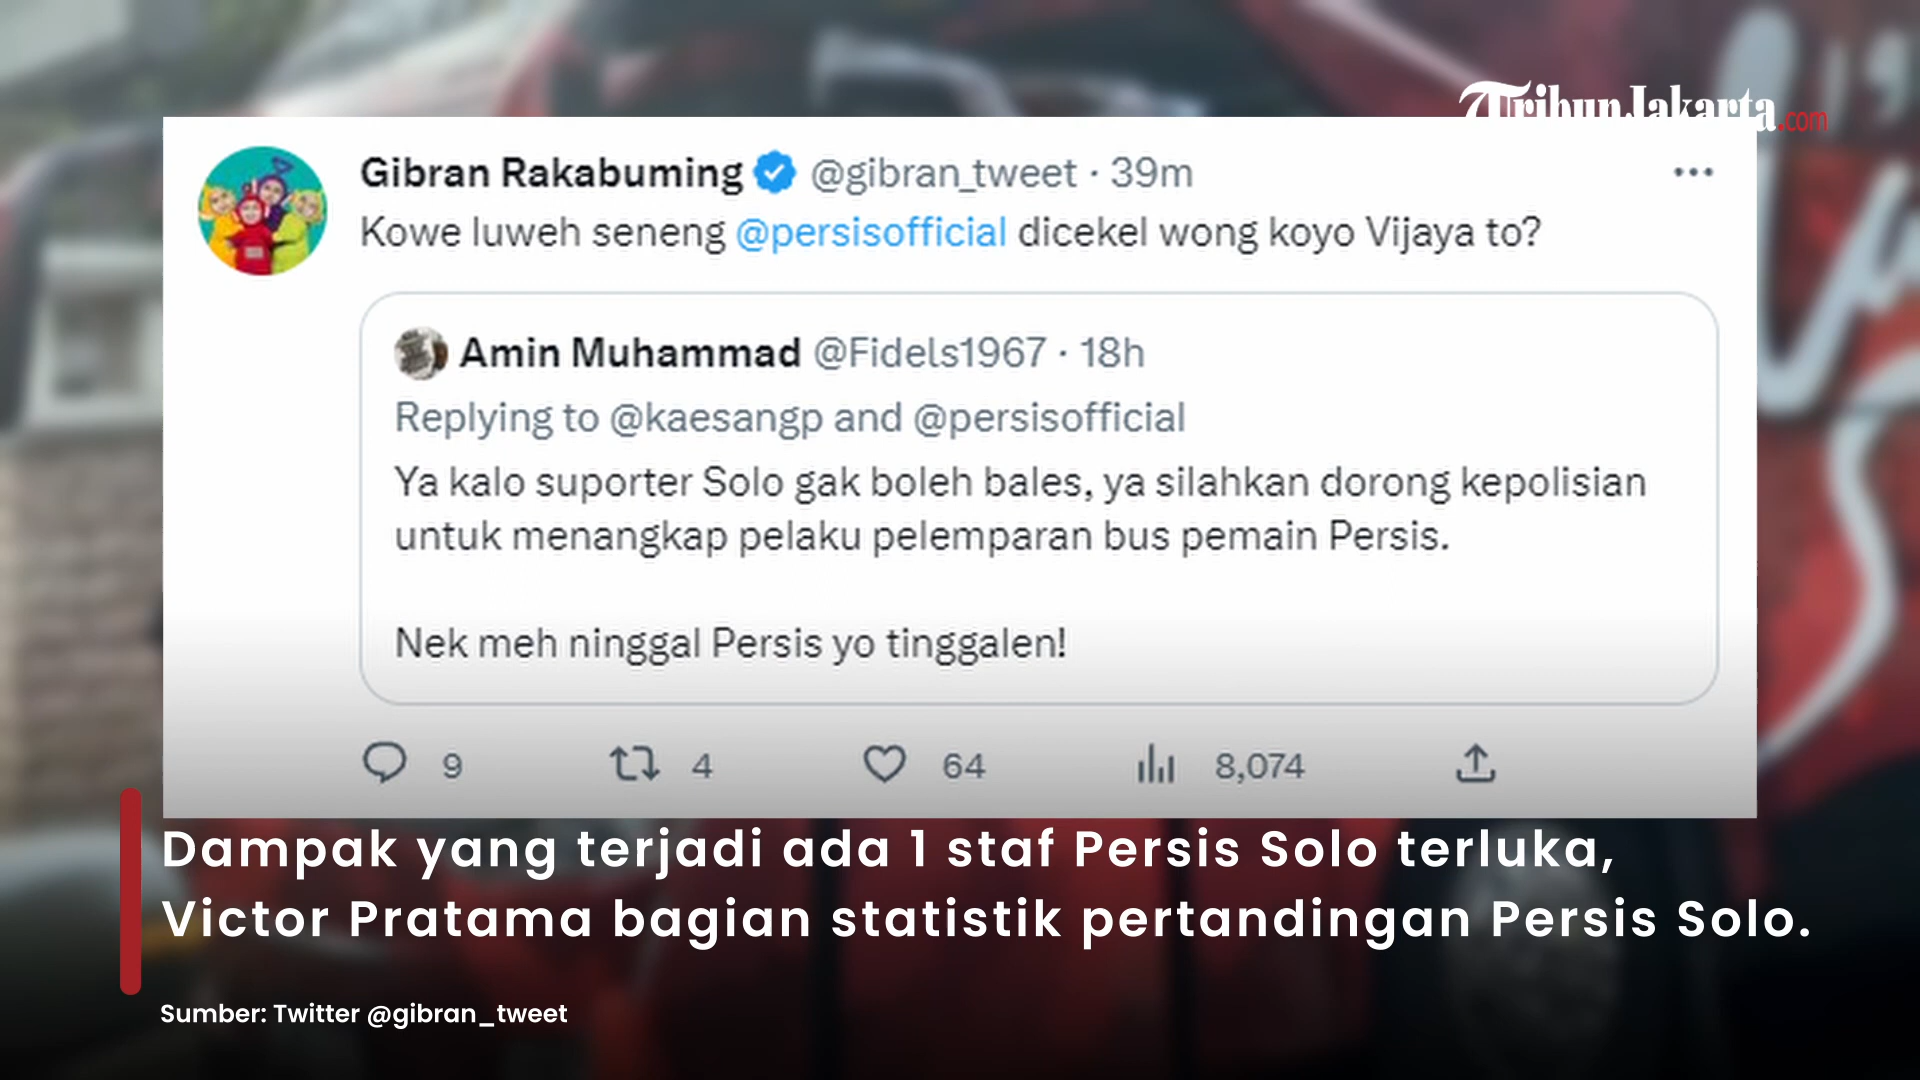 TribunJakarta.com
Gibran Rakabuming @gibran_tweet · 39m
Kowe luweh seneng @persisofficial dicekel wong koyo Vijaya to?
Amin Muhammad @Fidels1967 · 18h
Replying to @kaesangp and @persisofficial
Ya kalo suporter Solo gak boleh bales, ya silahkan dorong kepolisian
untuk menangkap pelaku pelemparan bus pemain Persis.
Nek meh ninggal Persis yo tinggalen!
9 4 64 8,074
Dampak yang terjadi ada 1 staf Persis Solo terluka,
Victor Pratama bagian statistik pertandingan Persis Solo.
Sumber: Twitter @gibran_tweet